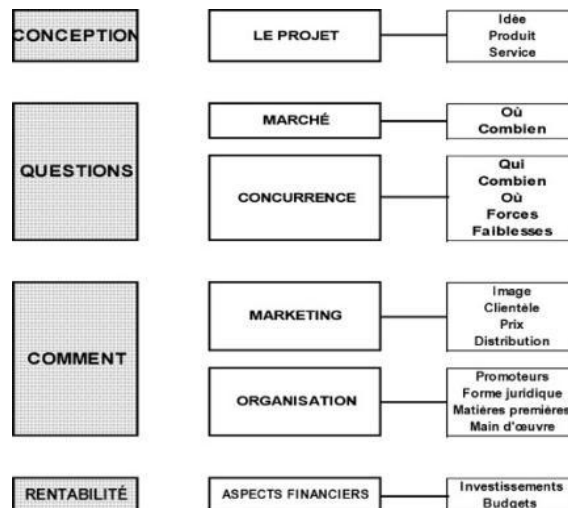 CONCEPTION
LE PROJET
Idée
Produit
Service
QUESTIONS
MARCHÉ
Où
Combien
CONCURRENCE
Qui
Combien
Où
Forces
Faiblesses
COMMENT
MARKETING
Image
Clientèle
Prix
Distribution
ORGANISATION
Promoteurs
Forme juridique
Matières premières
Main d'œuvre
RENTABILITÉ
ASPECTS FINANCIERS
Investissements
Budgets